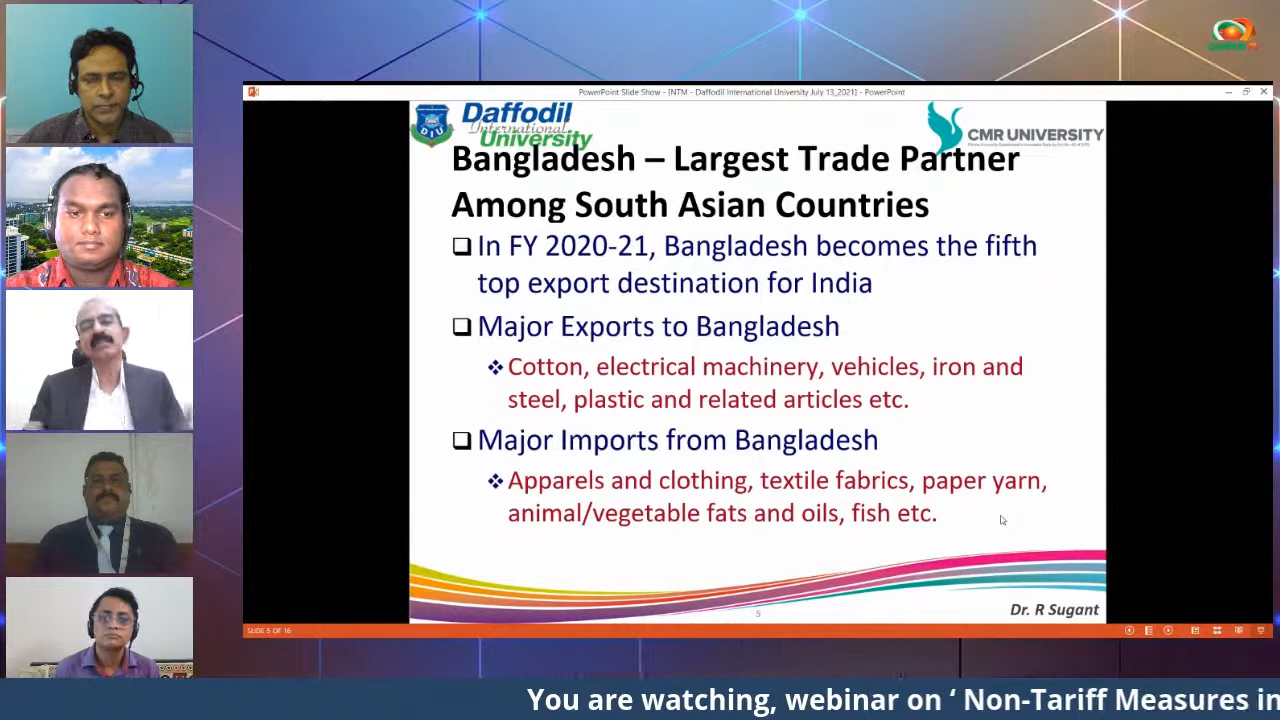 PowerPoint Slide Show - [NTM - Daffodil International University July 13_2021] - PowerPoint
DIU
Daffodil
International
University
CMR UNIVERSITY
Bangladesh – Largest Trade Partner
Among South Asian Countries
In FY 2020-21, Bangladesh becomes the fifth
top export destination for India
Major Exports to Bangladesh
Cotton, electrical machinery, vehicles, iron and
steel, plastic and related articles etc.
Major Imports from Bangladesh
Apparels and clothing, textile fabrics, paper yarn,
animal/vegetable fats and oils, fish etc.
5
Dr. R Sugant
SLIDE 5 OF 16
You are watching, webinar on ‘ Non-Tariff Measures in